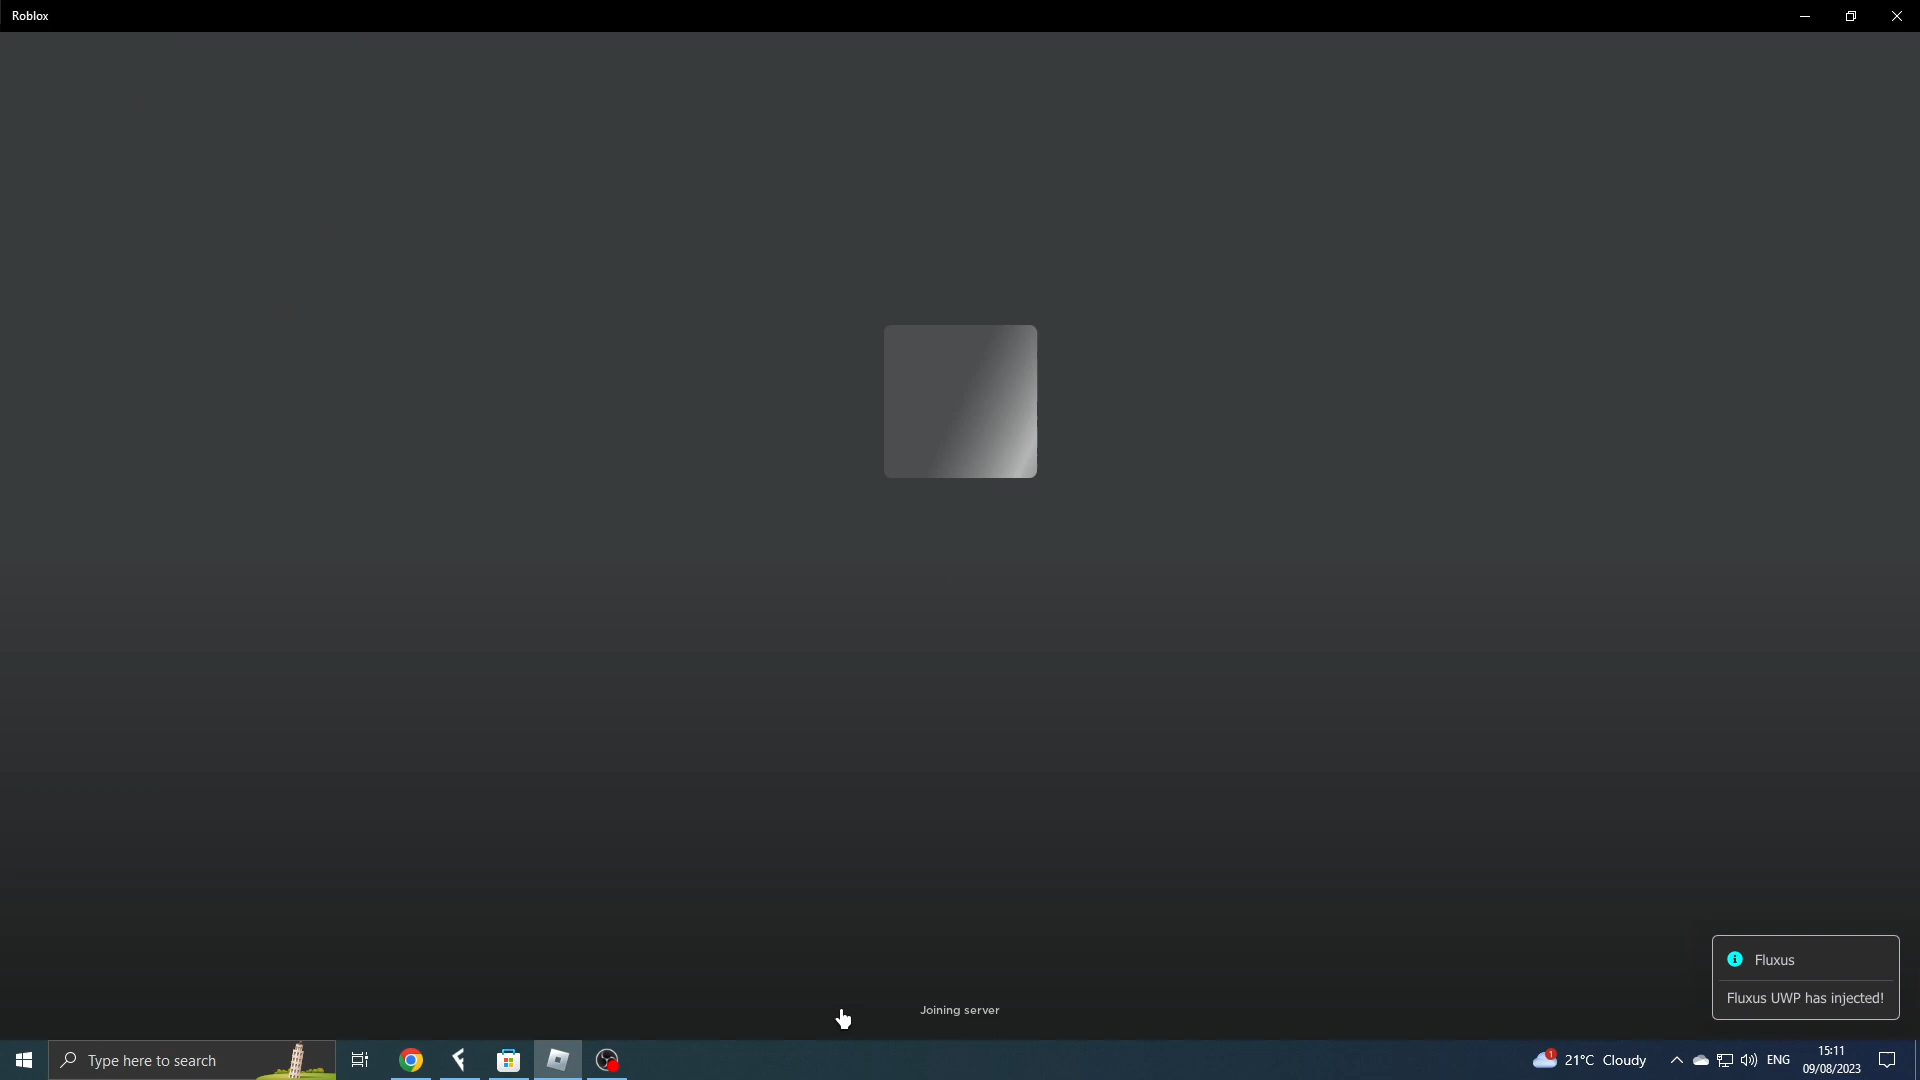 Roblox
Joining server
Fluxus
Fluxus UWP has injected!
Type here to search
1
21°C Cloudy
ENG
15:11
09/08/2023